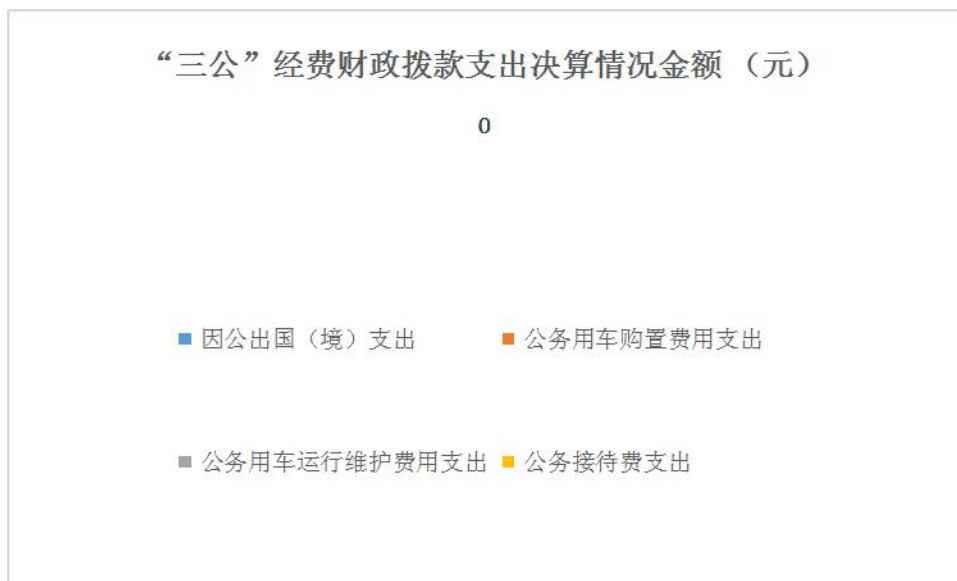 “三公”经费财政拨款支出决算情况金额（元）
0
因公出国（境）支出 公务用车购置费用支出
公务用车运行维护费用支出 公务接待费支出